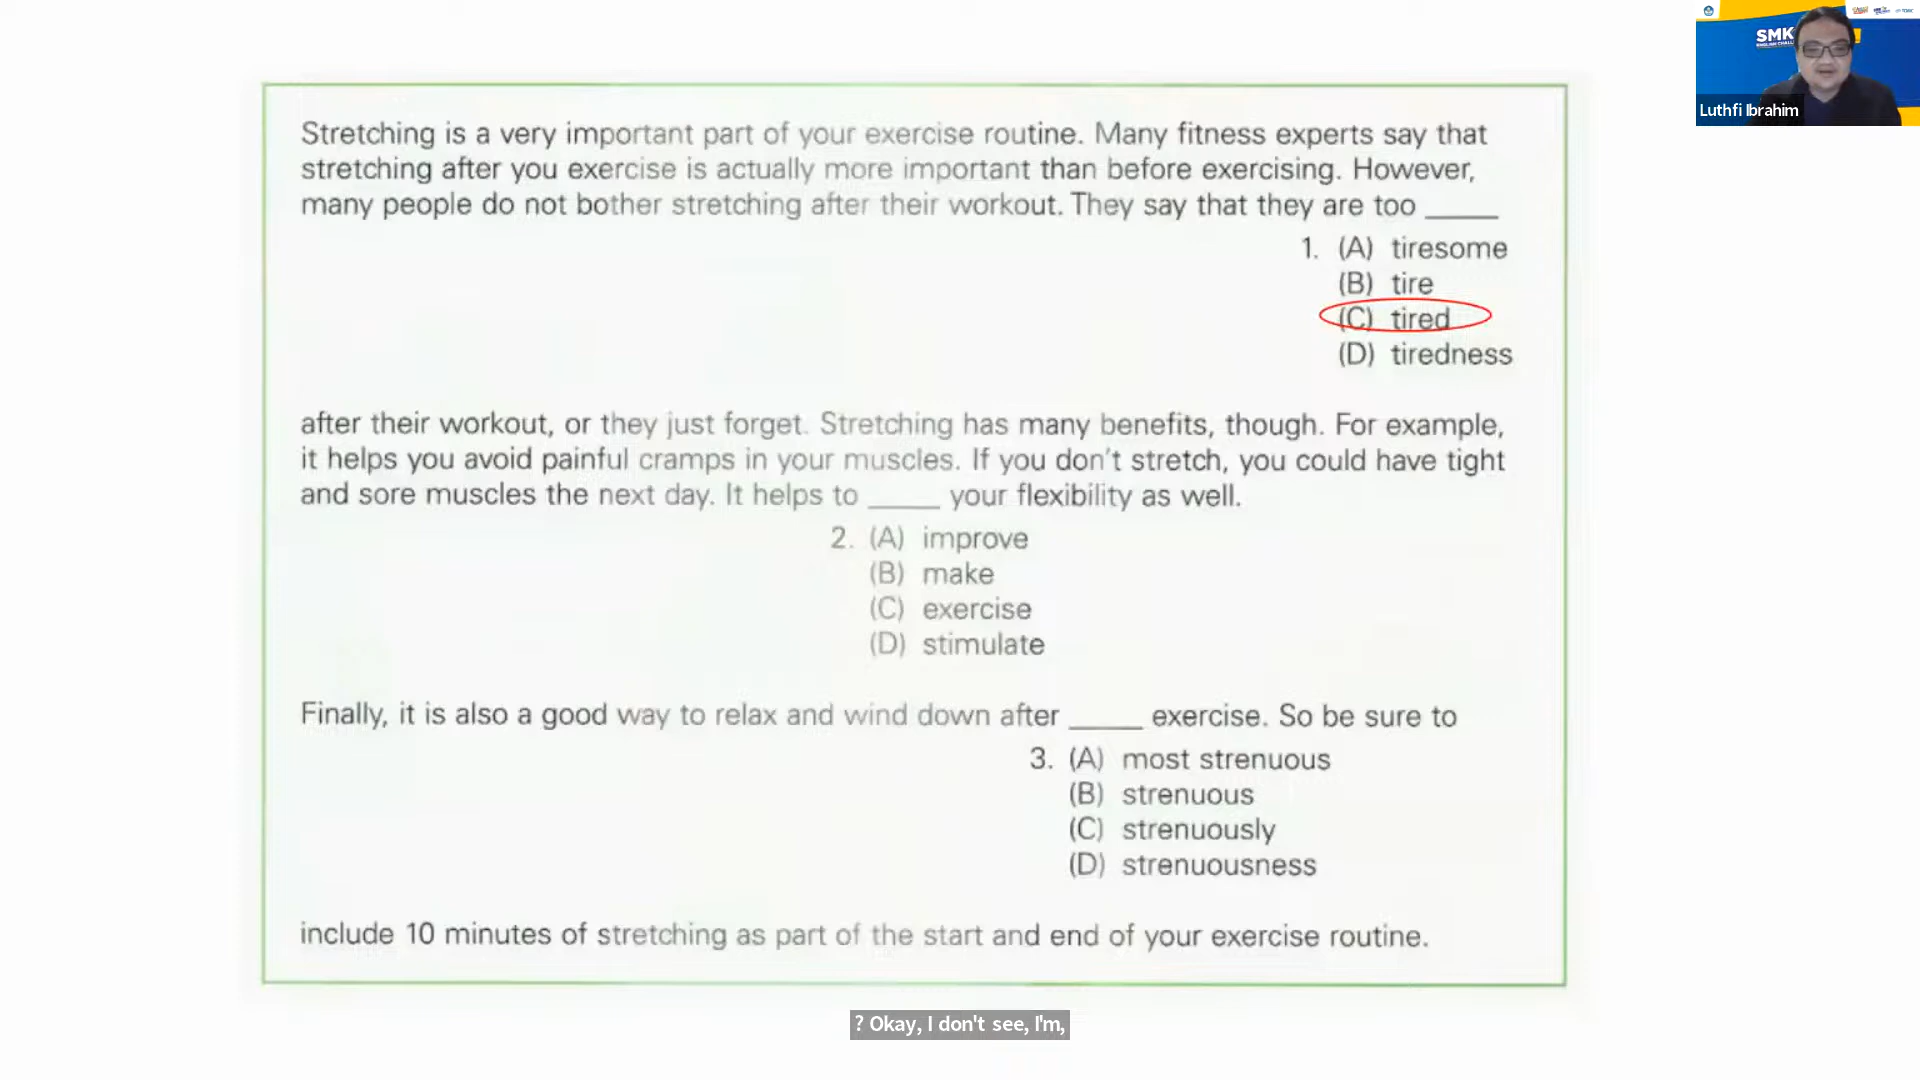 SMK
Luthfi Ibrahim
Stretching is a very important part of your exercise routine. Many fitness experts say that
stretching after you exercise is actually more important than before exercising. However,
many people do not bother stretching after their workout. They say that they are too _____
1. (A) tiresome
(B) tire
(C) tired
(D) tiredness
after their workout, or they just forget. Stretching has many benefits, though. For example,
it helps you avoid painful cramps in your muscles. If you don't stretch, you could have tight
and sore muscles the next day. It helps to _____ your flexibility as well.
2. (A) improve
(B) make
(C) exercise
(D) stimulate
Finally, it is also a good way to relax and wind down after _____ exercise. So be sure to
3. (A) most strenuous
(B) strenuous
(C) strenuously
(D) strenuousness
include 10 minutes of stretching as part of the start and end of your exercise routine.
? Okay, I don't see, I'm,